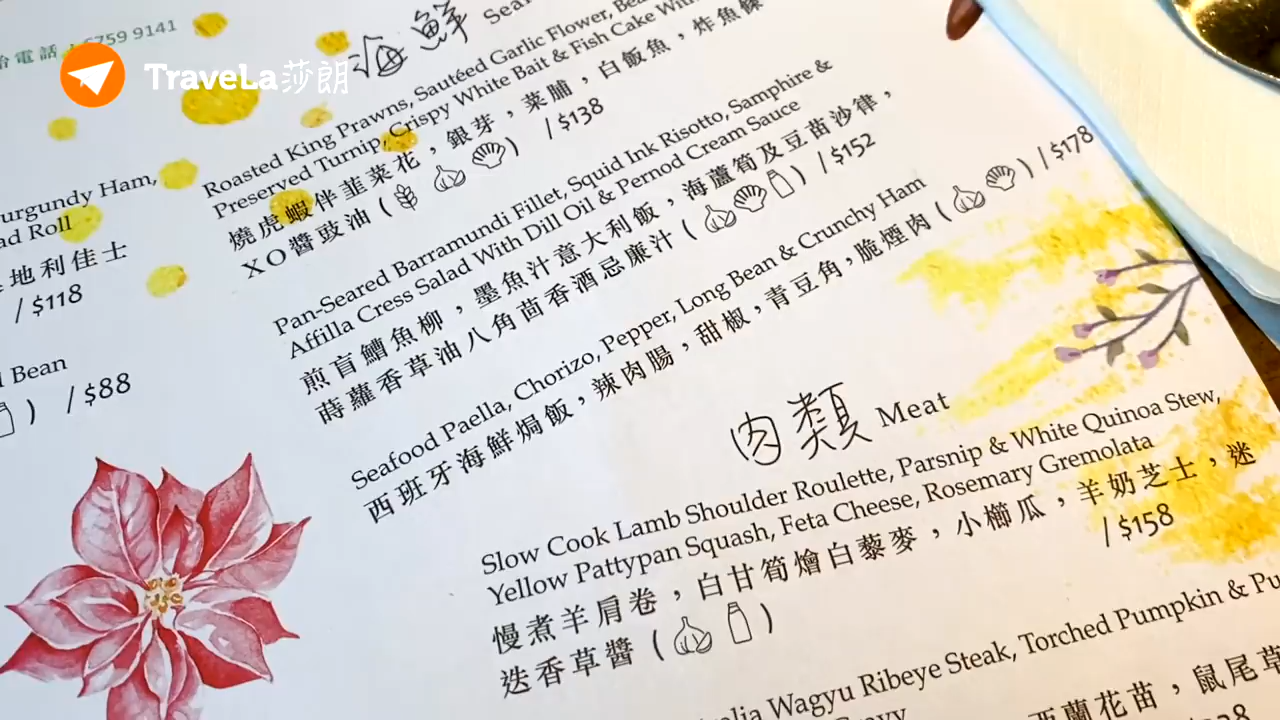 電話
6759 9141
TraveLa莎朗
海鮮
Roasted King Prawns, Sautéed Garlic Flower,
Preserved Turnip, Crispy White Bait & Fish Cake
燒虎蝦伴韮菜花，銀芽，菜脯，白飯魚，炸魚條
XO醬豉油 ( ) / $138
Pan-Seared Barramundi Fillet, Squid Ink Risotto, Samphire &
Affilla Cress Salad With Dill Oil & Pernod Cream Sauce
煎盲鰽魚柳，墨魚汁意大利飯，海蘆筍及豆苗沙律，
蒔蘿香草油八角茴香酒忌廉汁 ( ) / $152
Seafood Paella, Chorizo, Pepper, Long Bean & Crunchy Ham
西班牙海鮮焗飯，辣肉腸，甜椒，青豆角，脆煙肉 ( ) / $178
Ham,
Roll
地利佳士
/ $118
Bean
) / $88
肉類 Meat
Slow Cook Lamb Shoulder Roulette, Parsnip & White Quinoa Stew,
Yellow Pattypan Squash, Feta Cheese, Rosemary Gremolata
慢煮羊肩卷，白甘筍燴白藜麥，小櫛瓜，羊奶芝士，迷
迭香草醬 ( ) / $158
Wagyu Ribeye Steak, Torched Pumpkin &
西蘭花苗，鼠尾草